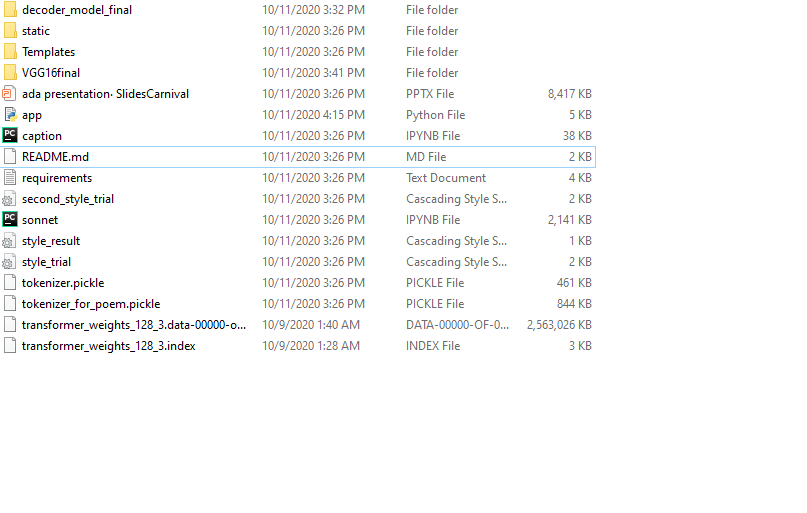 decoder_model_final 10/11/2020 3:32 PM File folder
static 10/11/2020 3:26 PM File folder
Templates 10/11/2020 3:26 PM File folder
VGG16final 10/11/2020 3:41 PM File folder
ada presentation· SlidesCarnival 10/11/2020 3:26 PM PPTX File 8,417 KB
app 10/11/2020 4:15 PM Python File 5 KB
PC caption 10/11/2020 3:26 PM IPYNB File 38 KB
README.md 10/11/2020 3:26 PM MD File 2 KB
requirements 10/11/2020 3:26 PM Text Document 4 KB
second_style_trial 10/11/2020 3:26 PM Cascading Style S... 2 KB
PC sonnet 10/11/2020 3:26 PM IPYNB File 2,141 KB
style_result 10/11/2020 3:26 PM Cascading Style S... 1 KB
style_trial 10/11/2020 3:26 PM Cascading Style S... 2 KB
tokenizer.pickle 10/11/2020 3:26 PM PICKLE File 461 KB
tokenizer_for_poem.pickle 10/11/2020 3:26 PM PICKLE File 844 KB
transformer_weights_128_3.data-00000-o... 10/9/2020 1:40 AM DATA-00000-OF-0... 2,563,026 KB
transformer_weights_128_3.index 10/9/2020 1:28 AM INDEX File 3 KB